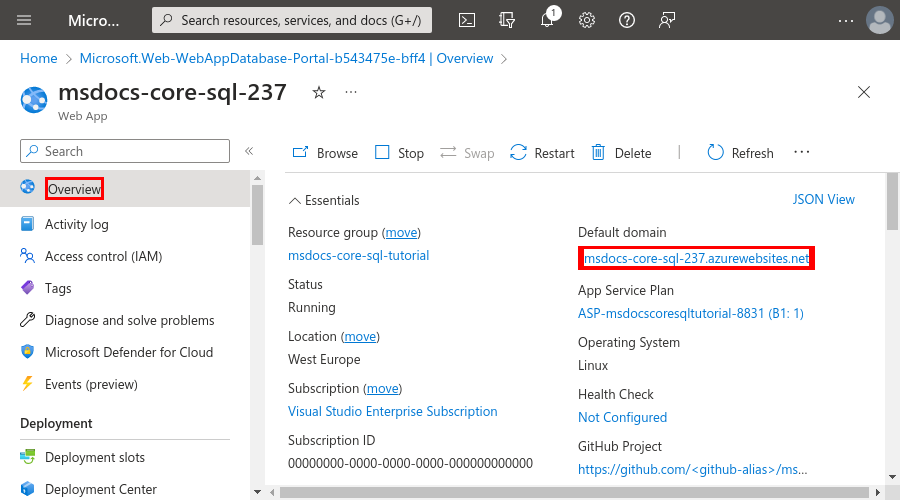 Micro...
Search resources, services, and docs (G+/)
1
...
Home > Microsoft.Web-WebAppDatabase-Portal-b543475e-bff4 | Overview >
msdocs-core-sql-237
...
Web App
Search
«
Browse
Stop
Swap
Restart
Delete
Refresh
...
Overview
Activity log
Access control (IAM)
Tags
Diagnose and solve problems
Microsoft Defender for Cloud
Events (preview)
Deployment
Deployment slots
Deployment Center
Essentials
JSON View
Resource group (move)
msdocs-core-sql-tutorial
Status
Running
Location (move)
West Europe
Subscription (move)
Visual Studio Enterprise Subscription
Subscription ID
00000000-0000-0000-0000-000000000000
Default domain
msdocs-core-sql-237.azurewebsites.net
App Service Plan
ASP-msdocscoresqltutorial-8831 (B1: 1)
Operating System
Linux
Health Check
Not Configured
GitHub Project
https://github.com/<github-alias>/ms...